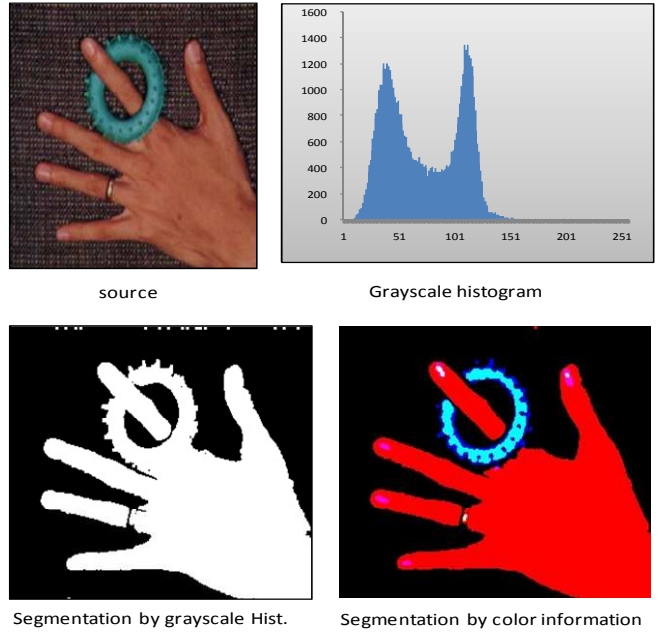 1600
1400
1200
1000
800
600
400
200
0
1 51 101 151 201 251
source
Grayscale histogram
Segmentation by grayscale Hist.
Segmentation by color information